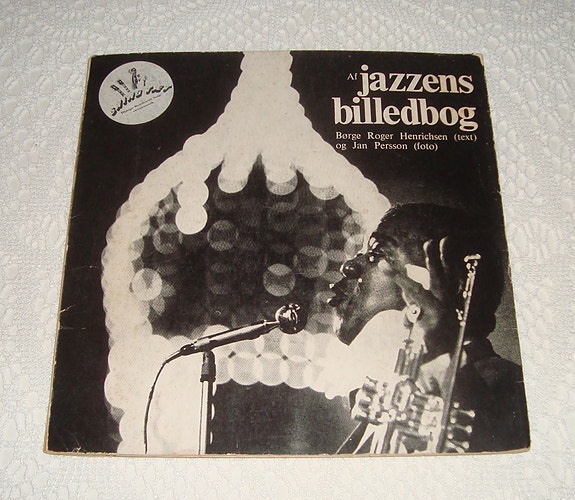 Af jazzens
billedbog
Børge Roger Henrichsen (text)
og Jan Persson (foto)